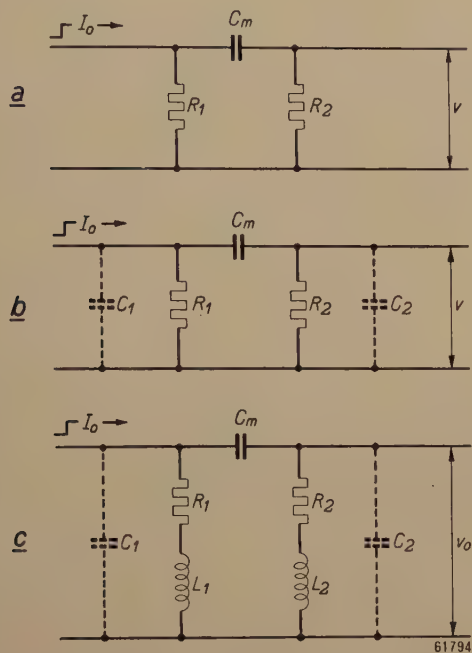 I₀ →
Cₘ
a
R₁
R₂
v
I₀ →
Cₘ
b
C₁
R₁
R₂
C₂
v
I₀ →
Cₘ
R₁
R₂
c
C₁
C₂
v₀
L₁
L₂
61794